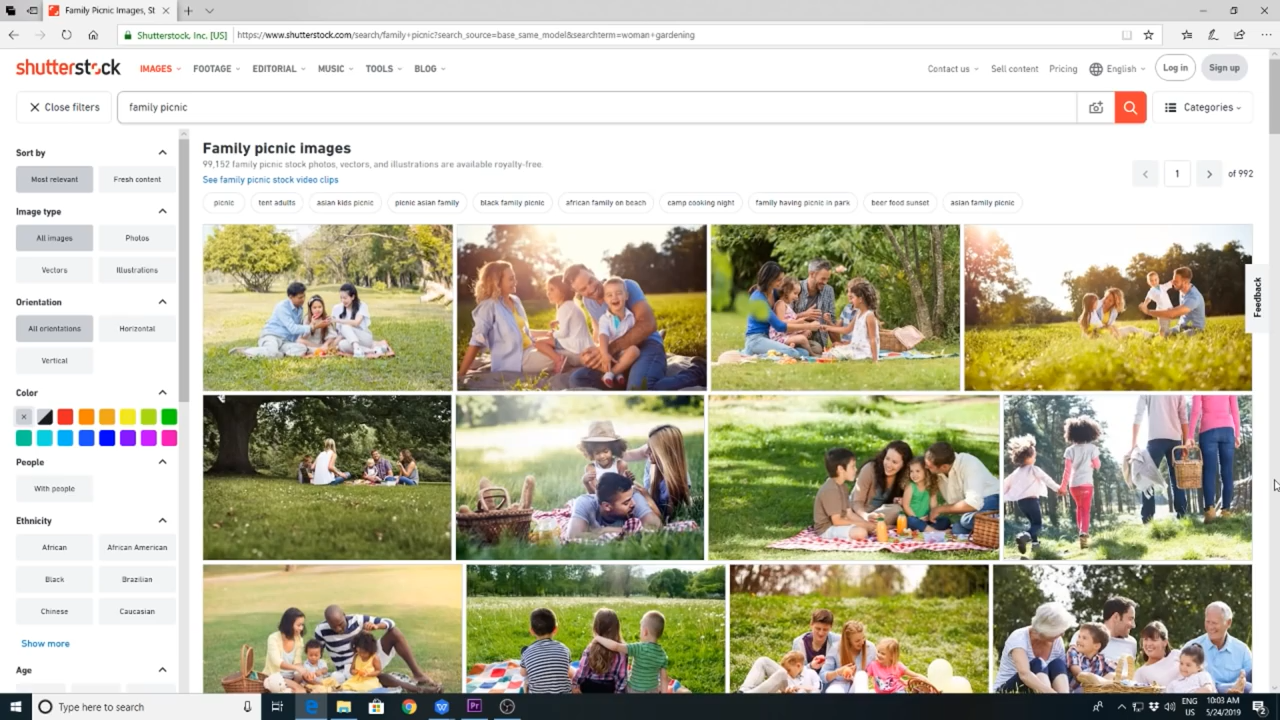 Family Picnic Images, St
Shutterstock, Inc. [US]
https://www.shutterstock.com/search/family+picnic?search_source=base_same_model&searchterm=woman+gardening
shutterstock
IMAGES
FOOTAGE
EDITORIAL
MUSIC
TOOLS
BLOG
Contact us
Sell content
Pricing
English
Log in
Sign up
Close filters
family picnic
Categories
Sort by
Most relevant
Fresh content
Image type
All images
Photos
Vectors
Illustrations
Orientation
All orientations
Horizontal
Vertical
Color
People
With people
Ethnicity
African
African American
Black
Brazilian
Chinese
Caucasian
Show more
Age
Family picnic images
99,152 family picnic stock photos, vectors, and illustrations are available royalty-free.
See family picnic stock video clips
1
of 992
picnic
tent adults
asian kids picnic
picnic asian family
black family picnic
african family on beach
camp cooking night
family having picnic in park
beer food sunset
asian family picnic
Feedback
Type here to search
Pr
ENG
US
10:03 AM
5/24/2019
2